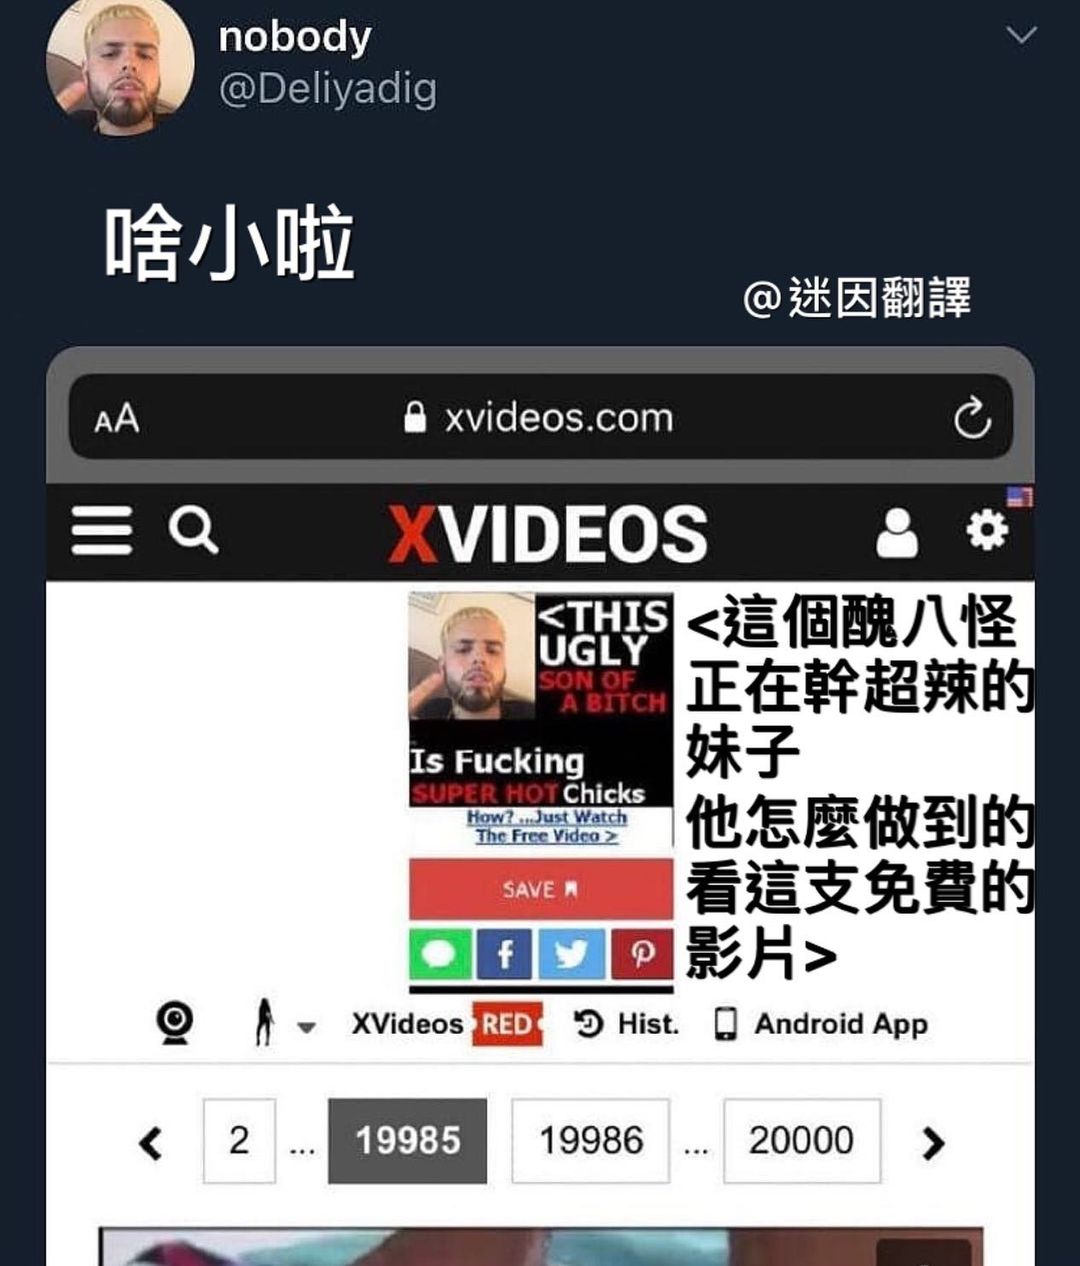 nobody
@Deliyadig
啥小啦
@迷因翻譯
AA xvideos.com
XVIDEOS
<THIS
UGLY
SON OF
A BITCH
Is Fucking
SUPER HOT Chicks
How? ...Just Watch
The Free Video >
<這個醜八怪
正在幹超辣的
妹子
他怎麼做到的
看這支免費的
影片>
SAVE
XVideos RED Hist. Android App
2 ... 19985 19986 ... 20000